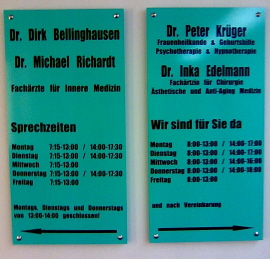 Dr. Dirk Bellinghausen
Dr. Michael Richardt
Fachärzte für Innere Medizin
Sprechzeiten
Montag 7:15-13:00 / 14:00-17:30
Dienstag 7:15-13:00 / 14:00-17:30
Mittwoch 7:15-13:00
Donnerstag 7:15-13:00 / 14:00-17:30
Freitag 7:15-13:00
Montags, Dienstags und Donnerstags
von 13:00-14:00 geschlossen!
Dr. Peter Krüger
Frauenheilkunde & Geburtshilfe
Psychotherapie & Hypnotherapie
Dr. Inka Edelmann
Fachärztin für Chirurgie
Ästhetische und Anti-Aging Medizin
Wir sind für Sie da
Montag 8:00-13:00 / 14:00-17:00
Dienstag 8:00-13:00 / 14:00-17:00
Mittwoch 8:00-13:00
Donnerstag 8:00-13:00 / 14:00-18:00
Freitag 8:00-13:00
und nach Vereinbarung